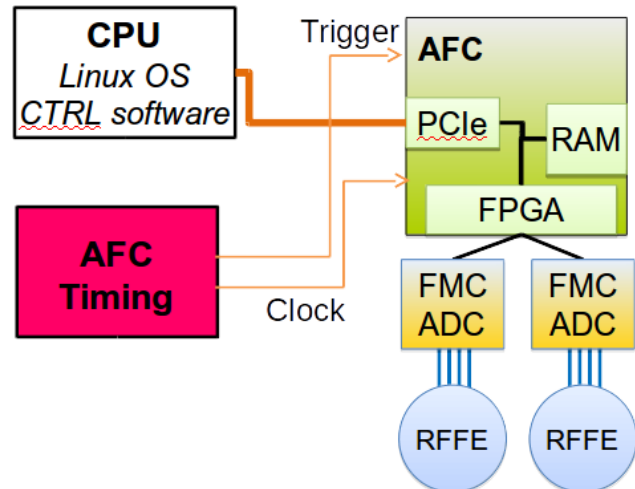 CPU
Linux OS
CTRL software
Trigger
AFC
PCIe
RAM
FPGA
AFC
Timing
Clock
FMC
ADC
FMC
ADC
RFFE
RFFE